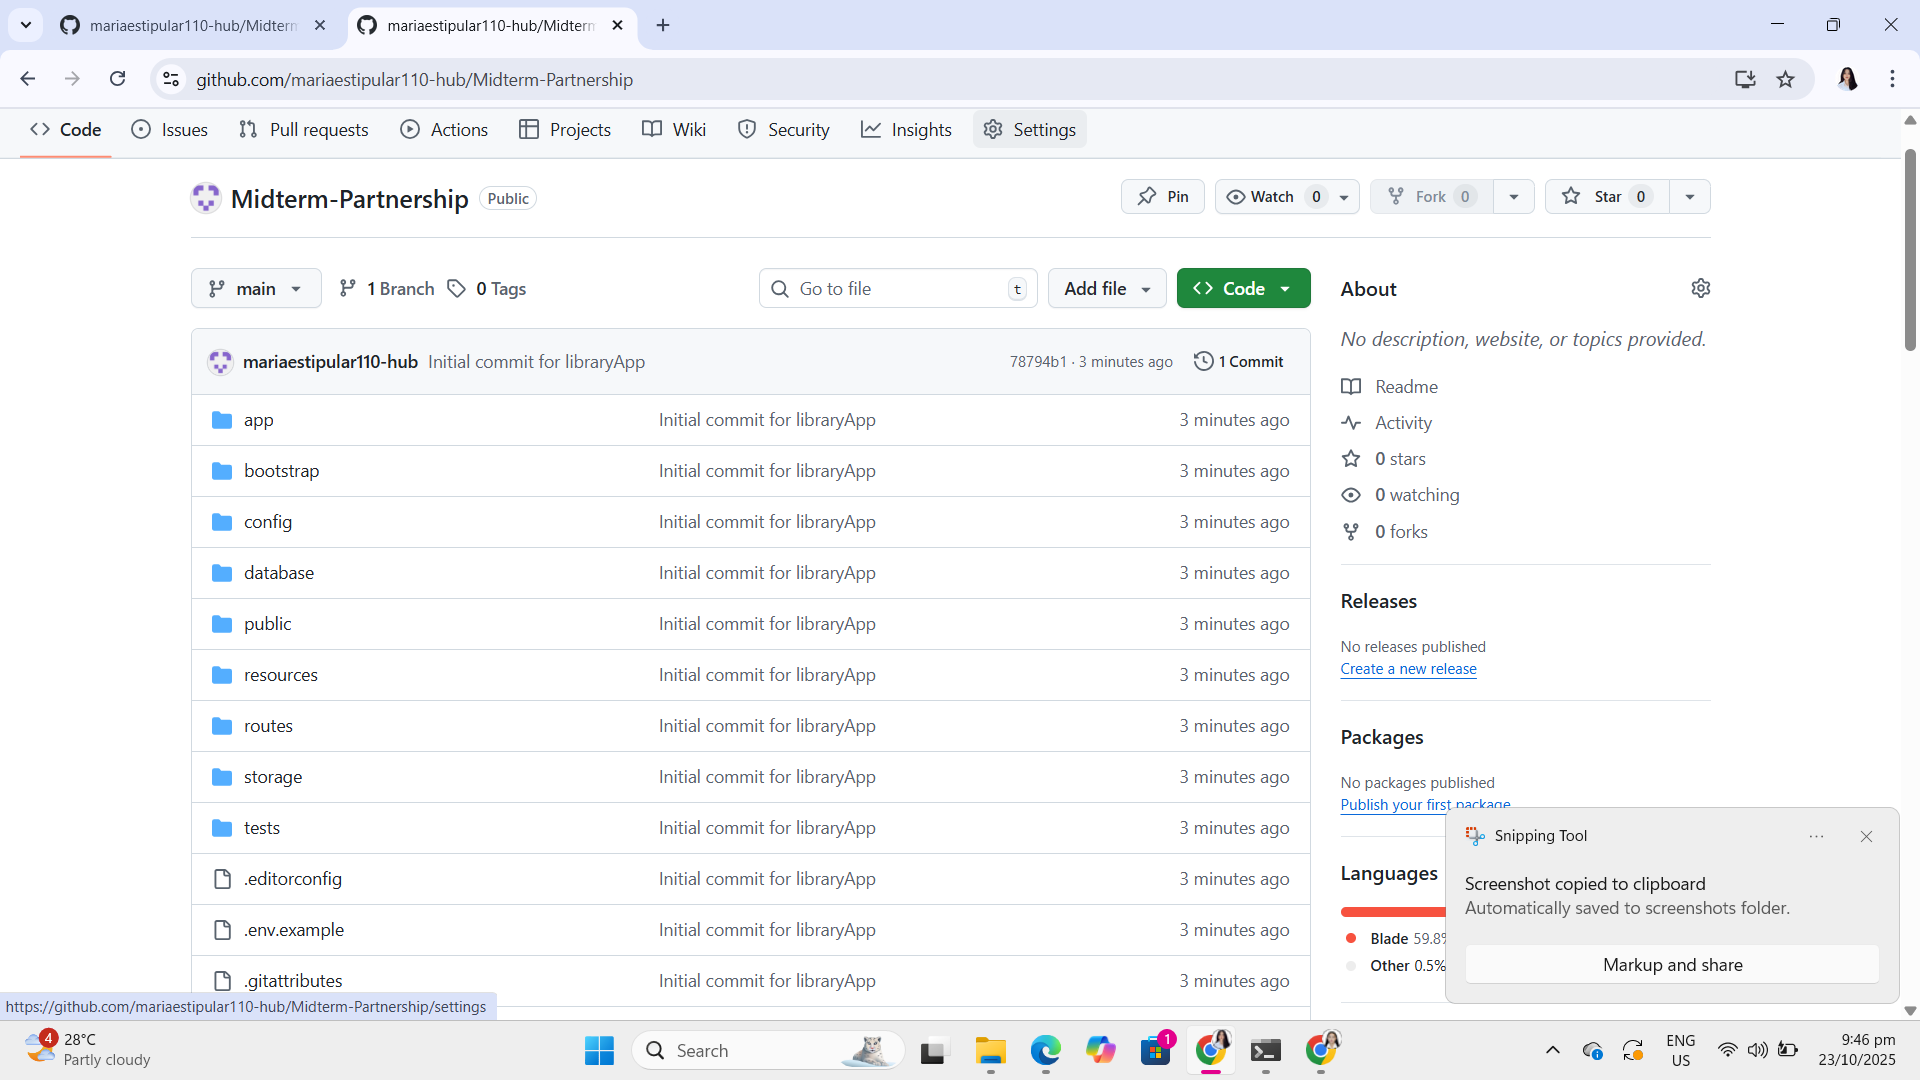 mariaestipular110-hub/Midterm
mariaestipular110-hub/Midterm
github.com/mariaestipular110-hub/Midterm-Partnership
Code Issues Pull requests Actions Projects Wiki Security Insights Settings
Midterm-Partnership Public
Pin Watch 0 Fork 0 Star 0
main 1 Branch 0 Tags Go to file t Add file Code
About
No description, website, or topics provided.
mariaestipular110-hub Initial commit for libraryApp 78794b1 · 3 minutes ago 1 Commit
Readme
app Initial commit for libraryApp 3 minutes ago
Activity
0 stars
bootstrap Initial commit for libraryApp 3 minutes ago
0 watching
config Initial commit for libraryApp 3 minutes ago
0 forks
database Initial commit for libraryApp 3 minutes ago
Releases
public Initial commit for libraryApp 3 minutes ago
No releases published
Create a new release
resources Initial commit for libraryApp 3 minutes ago
routes Initial commit for libraryApp 3 minutes ago
Packages
storage Initial commit for libraryApp 3 minutes ago
No packages published
Publish your first package
tests Initial commit for libraryApp 3 minutes ago
Snipping Tool
Languages
.editorconfig Initial commit for libraryApp 3 minutes ago
Screenshot copied to clipboard
Automatically saved to screenshots folder.
.env.example Initial commit for libraryApp 3 minutes ago
Blade 59.8%
Other 0.5%
Markup and share
.gitattributes Initial commit for libraryApp 3 minutes ago
https://github.com/mariaestipular110-hub/Midterm-Partnership/settings
4
28°C
Partly cloudy
Search
1
ENG
US
9:46 pm
23/10/2025